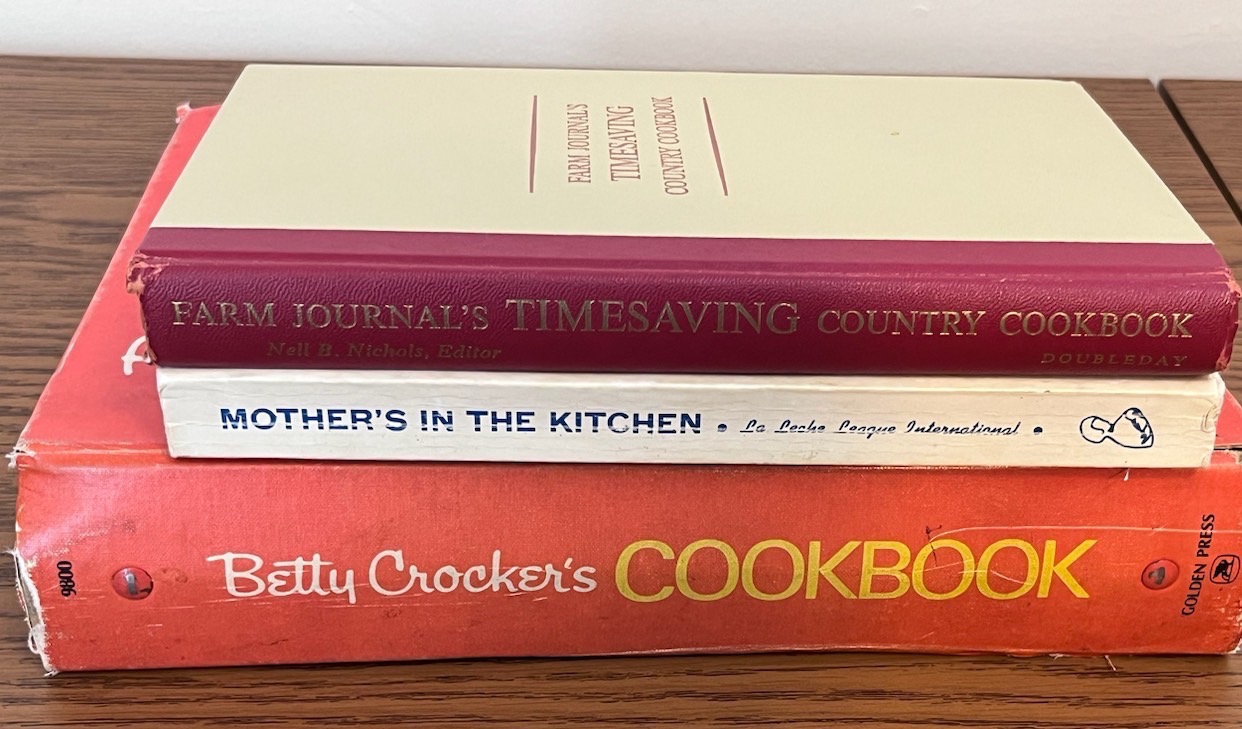 FARM JOURNAL'S
TIMESAVING
COUNTRY COOKBOOK
FARM JOURNAL'S TIMESAVING COUNTRY COOKBOOK
Nell B. Nichols, Editor
DOUBLEDAY
MOTHER'S IN THE KITCHEN • La Leche League International •
9800
Betty Crocker's COOKBOOK
GOLDEN PRESS